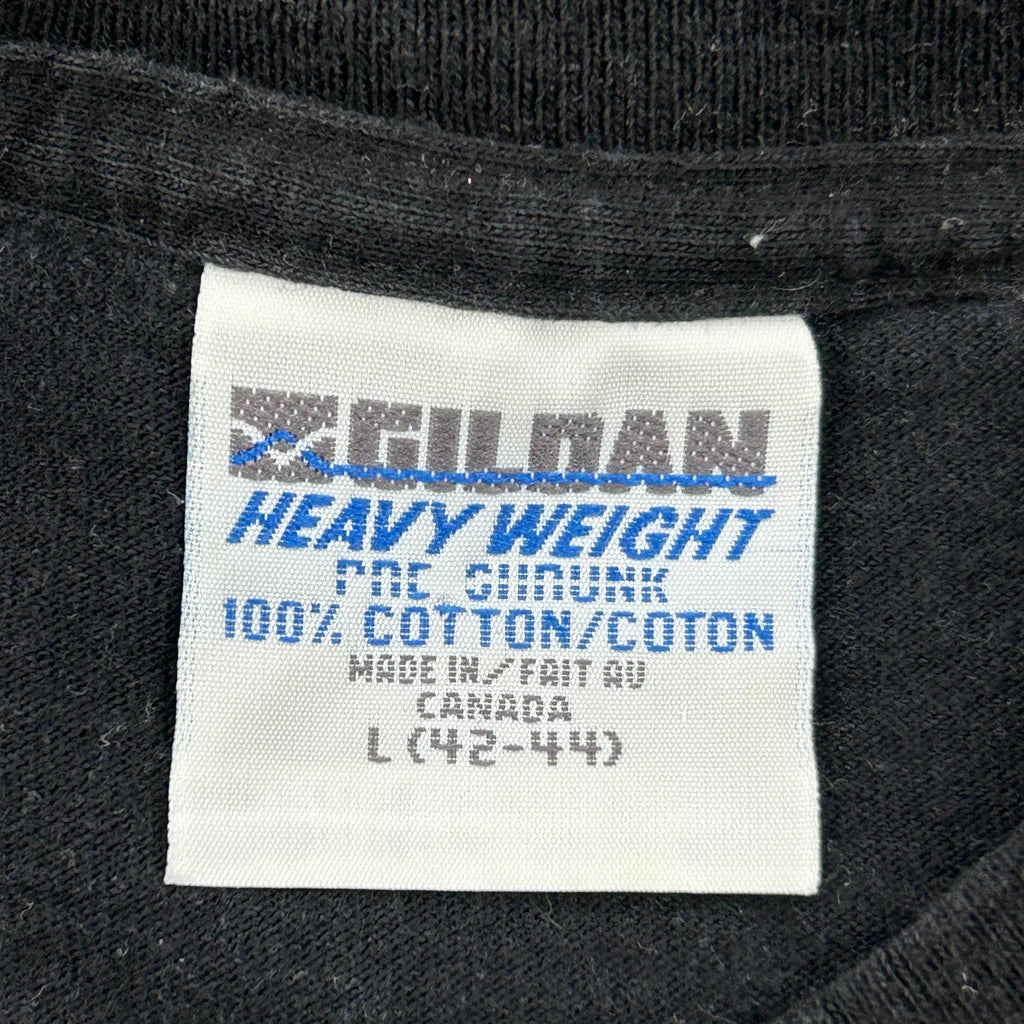 GILDAN
HEAVY WEIGHT
PRE SHRUNK
100% COTTON/COTON
MADE IN/FAIT AU
CANADA
L (42-44)